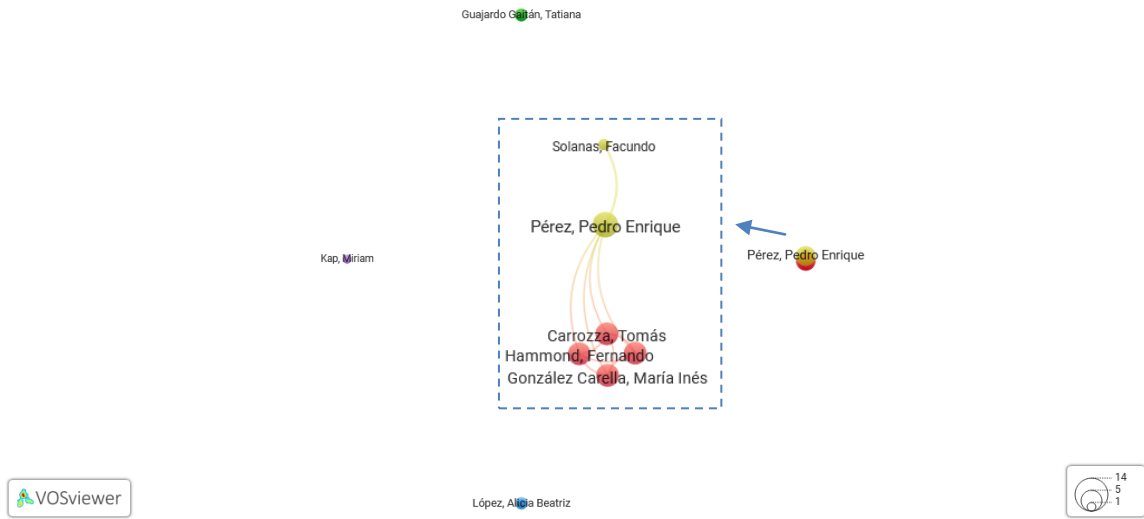 Guajardo Gaitán, Tatiana
Solanas, Facundo
Pérez, Pedro Enrique
Pérez, Pedro Enrique
Kap, Miriam
Carrozza, Tomás
Hammond, Fernando
González Carella, María Inés
López, Alicia Beatriz
VOSviewer
14
5
1